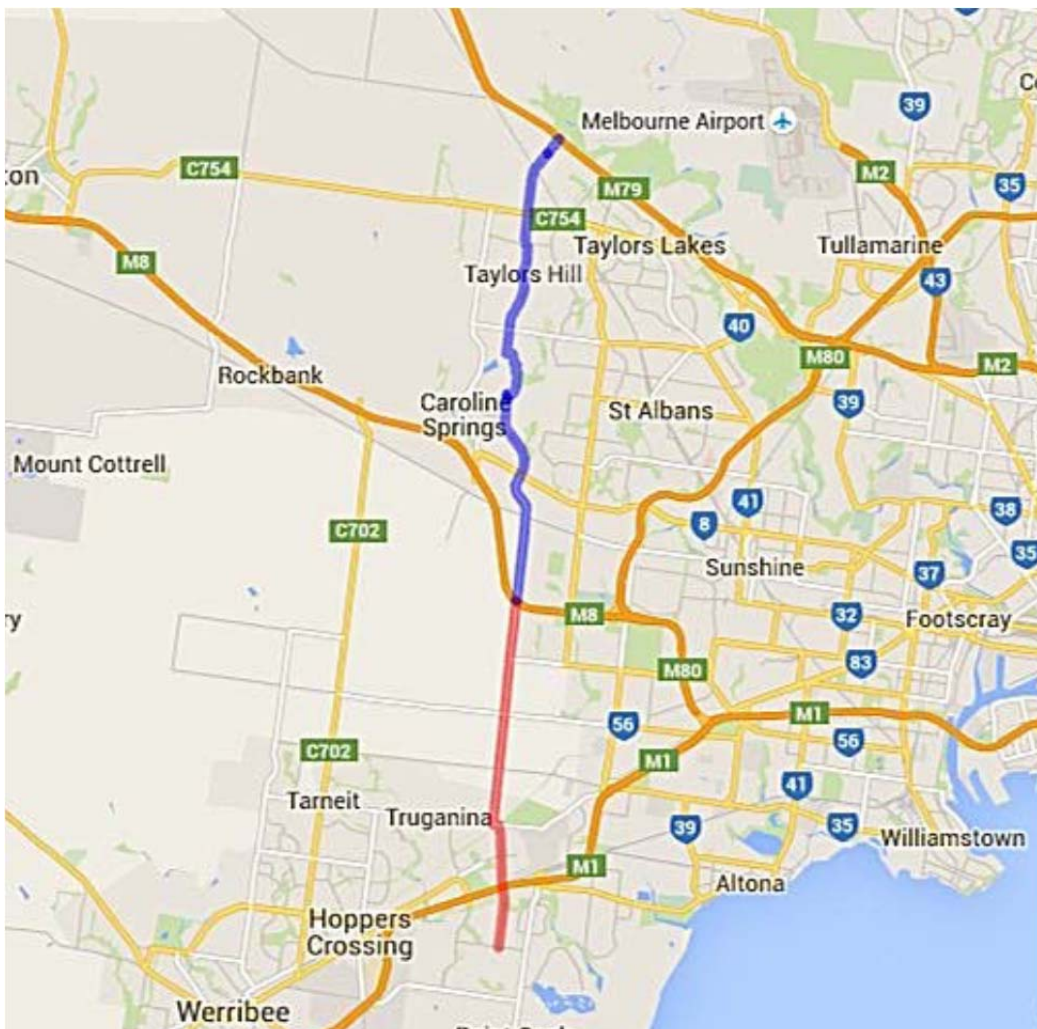 39
Co
Melbourne Airport
ton
C754
M2
35
M79
C754
Taylors Lakes
Tullamarine
M8
Taylors Hill
43
40
M80
M2
Rockbank
Caroline
Springs
St Albans
39
Mount Cottrell
41
38
C702
8
35
Sunshine
37
ry
M8
32
Footscray
M80
83
M1
56
56
C702
M1
41
Tarneit
Truganina
39
35
Williamstown
M1
Altona
Hoppers
Crossing
Werribee